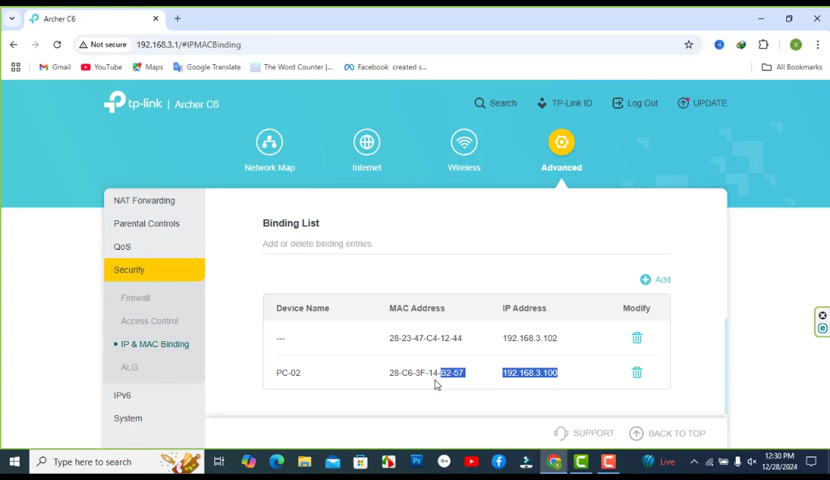 Archer C6
Not secure 192.168.3.1/#IPMACBinding
Gmail YouTube Maps Google Translate The Word Counter |... Facebook created s... All Bookmarks
tp-link | Archer C6 Search TP-Link ID Log Out UPDATE
Network Map Internet Wireless Advanced
NAT Forwarding
Parental Controls
QoS
Security
Firewall
Access Control
IP & MAC Binding
ALG
IPv6
System
Binding List
Add or delete binding entries.
Add
Device Name MAC Address IP Address Modify
--- 28-23-47-C4-12-44 192.168.3.102
PC-02 28-C6-3F-14-B2-57 192.168.3.100
SUPPORT BACK TO TOP
Type here to search Live 12:30 PM
12/28/2024